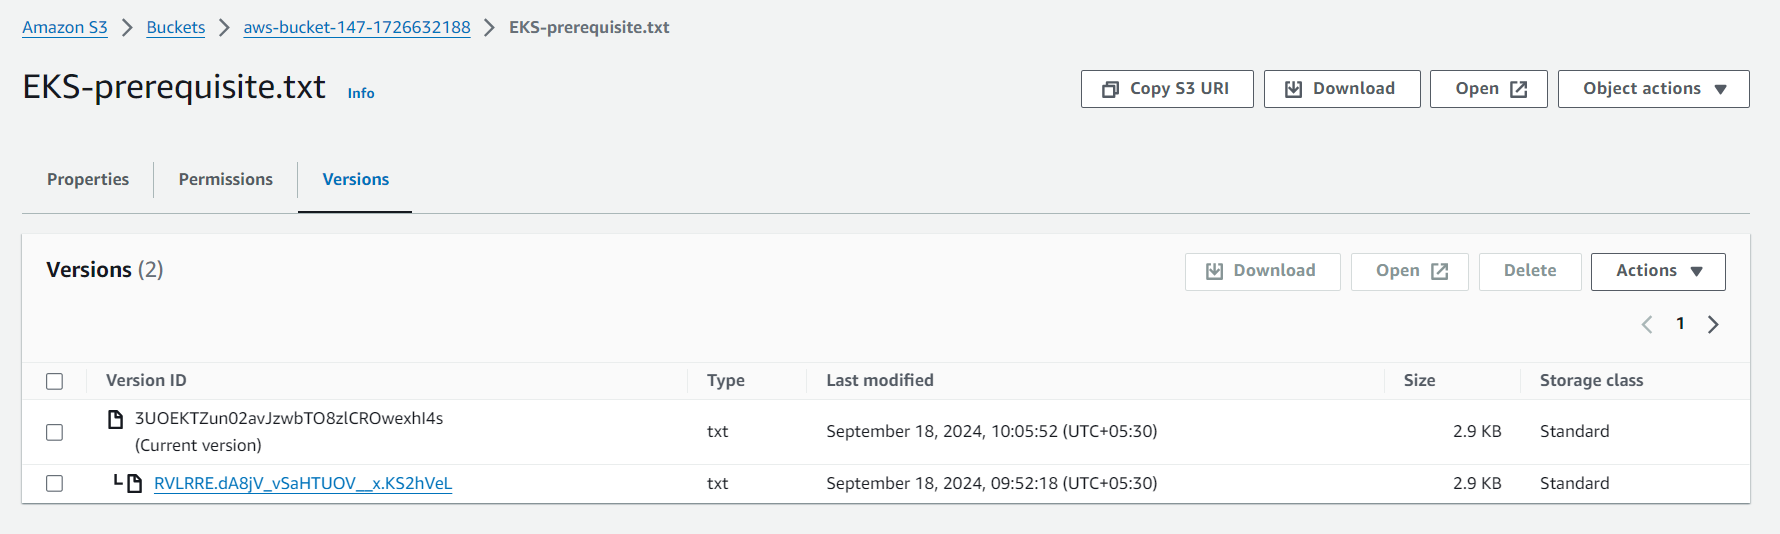 Amazon S3 > Buckets > aws-bucket-147-1726632188 > EKS-prerequisite.txt
EKS-prerequisite.txt Info
Copy S3 URI Download Open Object actions
Properties Permissions Versions
Versions (2)
Download Open Delete Actions
1
Version ID Type Last modified Size Storage class
3UOEKTZun02avJzwbTO8zlCROwexhI4s
(Current version)
txt September 18, 2024, 10:05:52 (UTC+05:30) 2.9 KB Standard
RVLRRE.dA8jV_vSaHTUOV__x.KS2hVeL txt September 18, 2024, 09:52:18 (UTC+05:30) 2.9 KB Standard